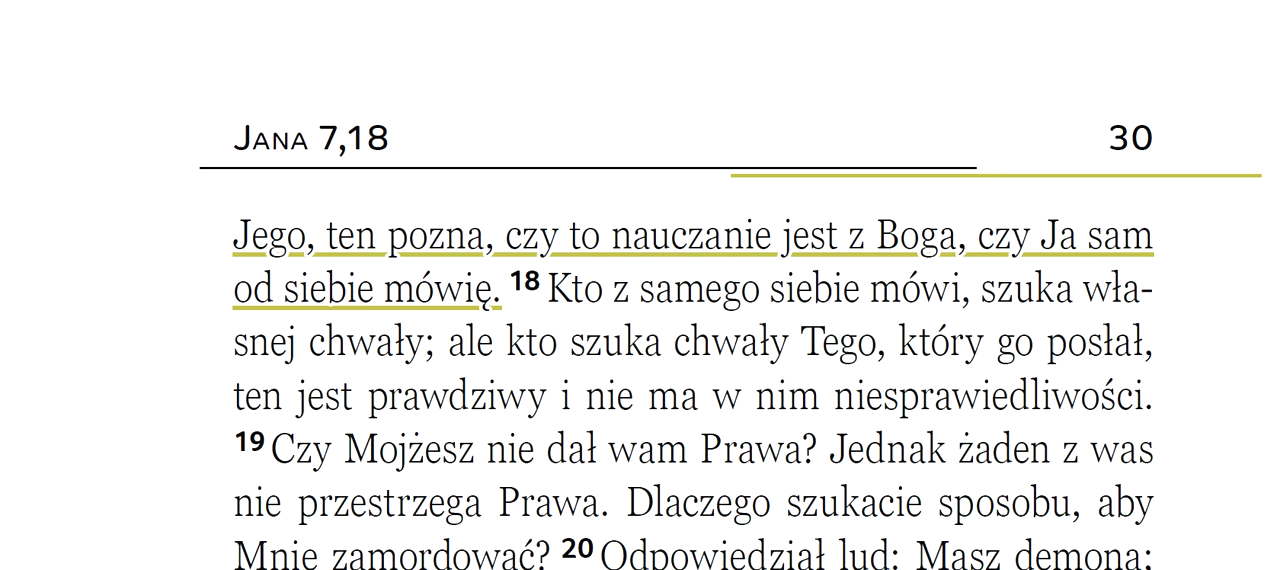 Jana 7,18 30
Jego, ten pozna, czy to nauczanie jest z Boga, czy Ja sam
od siebie mówię. 18 Kto z samego siebie mówi, szuka wła-
snej chwały; ale kto szuka chwały Tego, który go posłał,
ten jest prawdziwy i nie ma w nim niesprawiedliwości.
19 Czy Mojżesz nie dał wam Prawa? Jednak żaden z was
nie przestrzega Prawa. Dlaczego szukacie sposobu, aby
Mnie zamordować? 20 Odpowiedział lud: Masz demona;